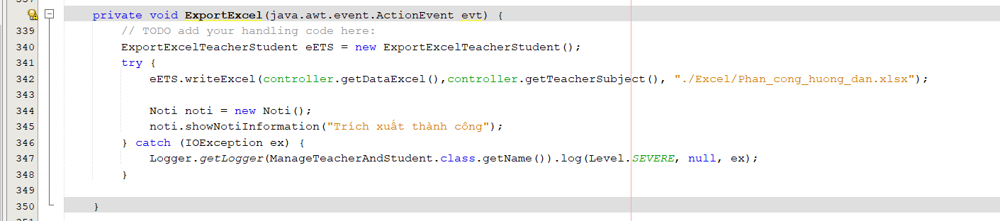 private void ExportExcel(java.awt.event.ActionEvent evt) {
339 // TODO add your handling code here:
340 ExportExcelTeacherStudent eETS = new ExportExcelTeacherStudent();
341 try {
342 eETS.writeExcel(controller.getDataExcel(),controller.getTeacherSubject(), "./Excel/Phan_cong_huong_dan.xlsx");
343
344 Noti noti = new Noti();
345 noti.showNotiInformation("Trích xuất thành công");
346 } catch (IOException ex) {
347 Logger.getLogger(ManageTeacherAndStudent.class.getName()).log(Level.SEVERE, null, ex);
348 }
349
350 }